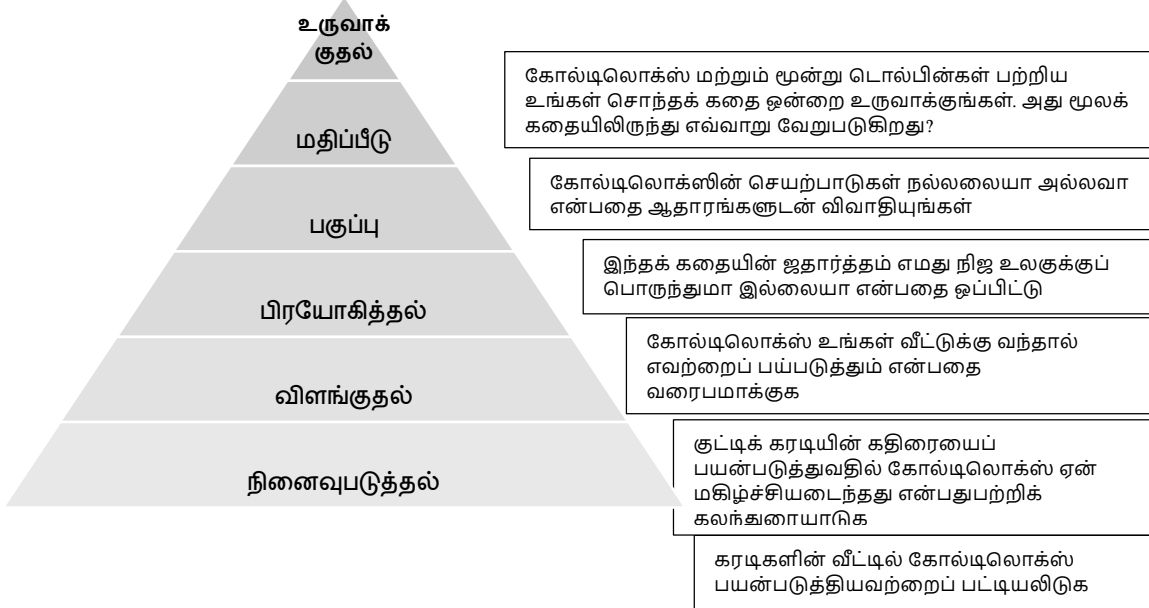 உருவாக்
குதல்
மதிப்பீடு
பகுப்பு
பிரயோகித்தல்
விளங்குதல்
நினைவுபடுத்தல்
கோல்டிலொக்ஸ் மற்றும் மூன்று டொல்பின்கள் பற்றிய
உங்கள் சொந்தக் கதை ஒன்றை உருவாக்குங்கள். அது மூலக்
கதையிலிருந்து எவ்வாறு வேறுபடுகிறது?
கோல்டிலொக்ஸின் செயற்பாடுகள் நல்லலையா அல்லவா
என்பதை ஆதாரங்களுடன் விவாதியுங்கள்
இந்தக் கதையின் ஜதார்த்தம் எமது நிஜ உலகுக்குப்
பொருந்துமா இல்லையா என்பதை ஒப்பிட்டு
கோல்டிலொக்ஸ் உங்கள் வீட்டுக்கு வந்தால்
எவற்றைப் பய்படுத்தும் என்பதை
வரைபமாக்குக
குட்டிக் கரடியின் கதிரையைப்
பயன்படுத்துவதில் கோல்டிலொக்ஸ் ஏன்
மகிழ்ச்சியடைந்தது என்பதுபற்றிக்
கலந்துரையாடுக
கரடிகளின் வீட்டில் கோல்டிலொக்ஸ்
பயன்படுத்தியவற்றைப் பட்டியலிடுக